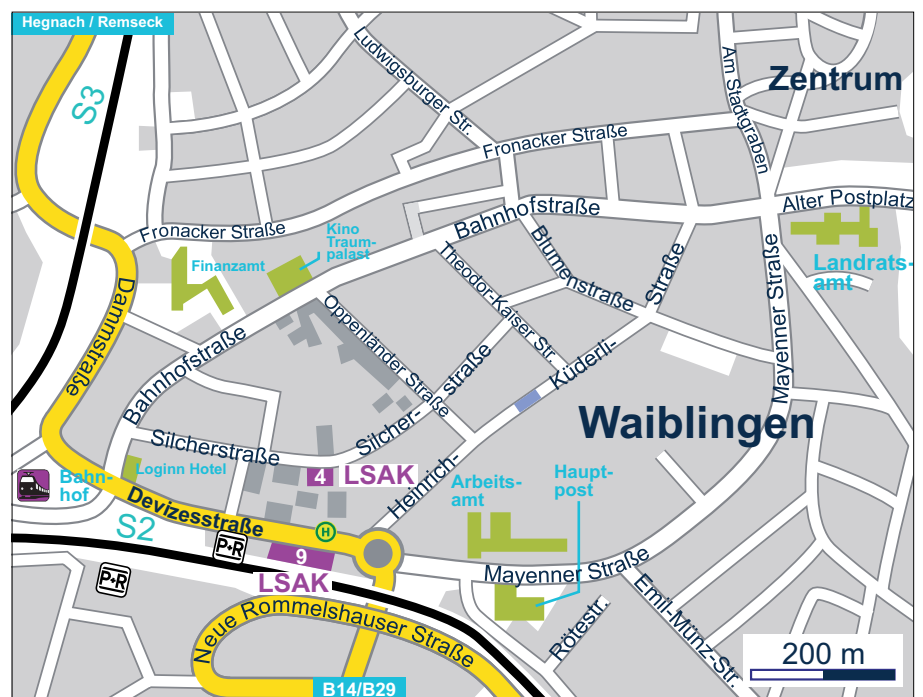 Hegnach / Remseck
S3
Ludwigsburger Str.
Am Stadtgraben
Zentrum
Fronacker Straße
Alter Postplatz
Bahnhofstraße
Fronacker Straße
Kino
Traum-
palast
Finanzamt
Landrats-
amt
Theodor-Kaiser Str.
Blumenstraße
Mayenner Straße
Dammstraße
Oppenländer Straße
Bahnhofstraße
Heinrich-
Küderli-
Straße
Silcher-
straße
Waiblingen
Silcherstraße
Loginn Hotel
4
LSAK
Arbeits-
amt
Haupt-
post
Bahn-
hof
Devizesstraße
S2
H
P+R
9
LSAK
P+R
Mayenner Straße
Neue Rommelshauser Straße
Rötestr.
Emil-Münz-Str.
200 m
B14/B29